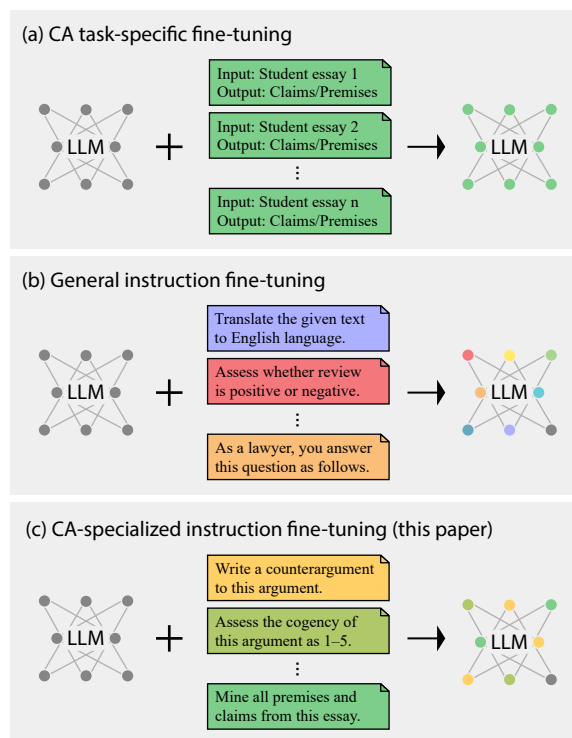 (a) CA task-specific fine-tuning
Input: Student essay 1
Output: Claims/Premises
LLM
+
Input: Student essay 2
Output: Claims/Premises
LLM
⋮
Input: Student essay n
Output: Claims/Premises
(b) General instruction fine-tuning
Translate the given text
to English language.
LLM
+
Assess whether review
is positive or negative.
LLM
⋮
As a lawyer, you answer
this question as follows.
(c) CA-specialized instruction fine-tuning (this paper)
Write a counterargument
to this argument.
LLM
+
Assess the cogency of
this argument as 1–5.
LLM
⋮
Mine all premises and
claims from this essay.